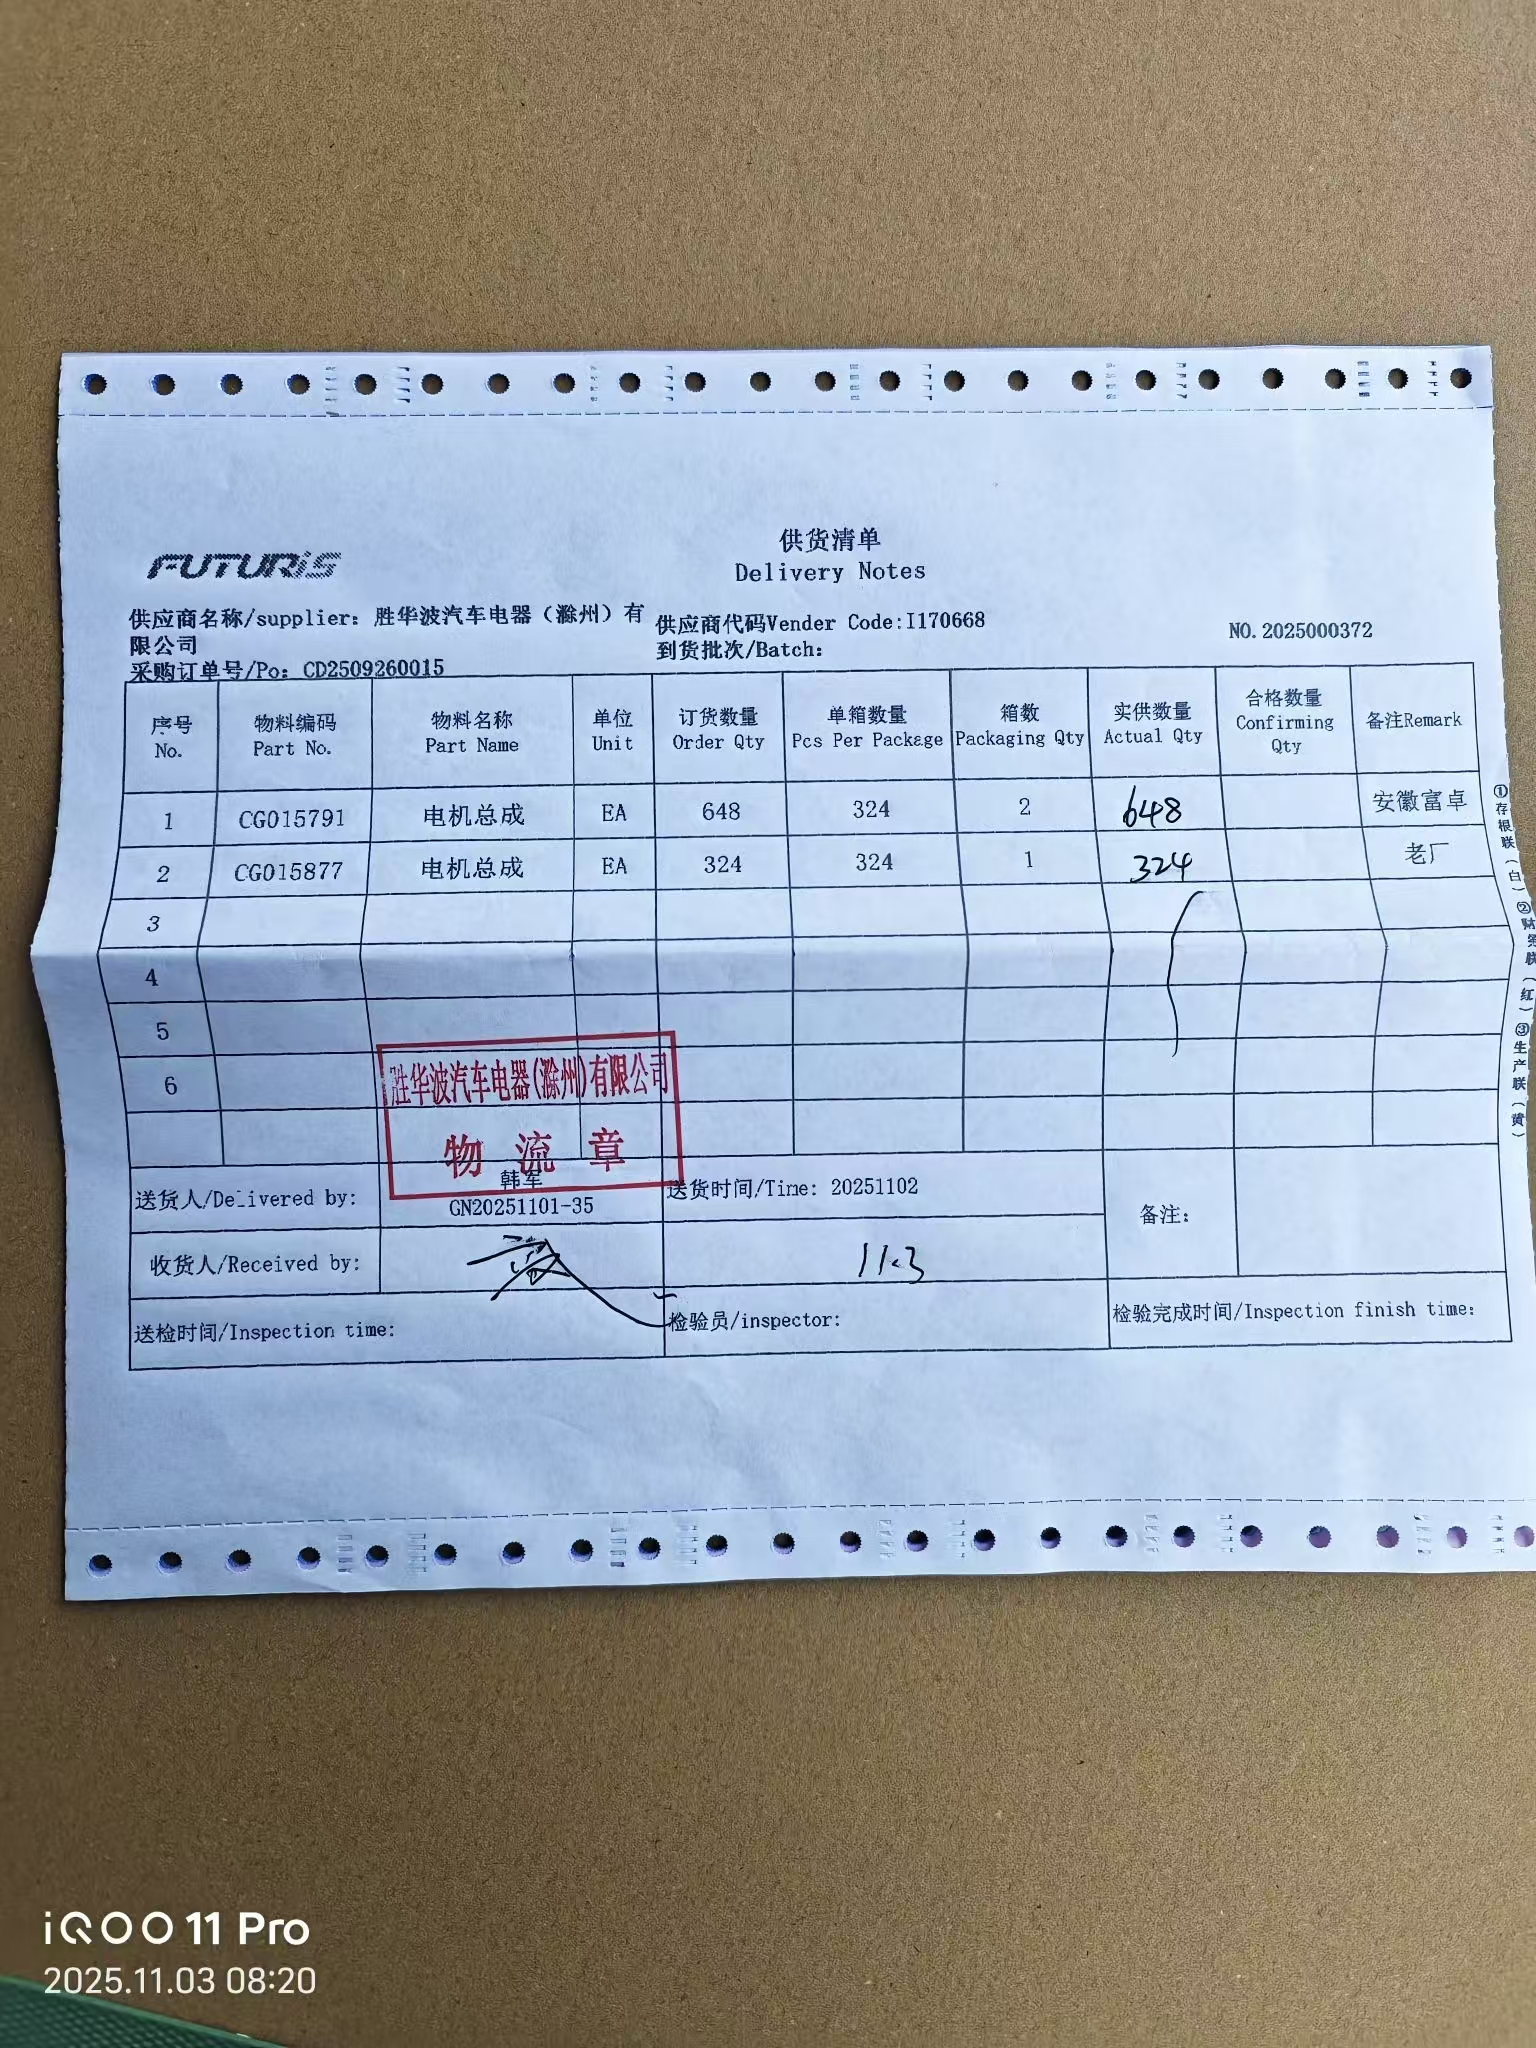 FUTURIS
供货清单
Delivery Notes
供应商名称/supplier：胜华波汽车电器（滁州）有
限公司
供应商代码Vender Code:I170668
到货批次/Batch:
NO.2025000372
采购订单号/Po：CD2509260015
序号 物料编码 物料名称 单位 订货数量 单箱数量 箱数 实供数量 合格数量 备注Remark
No. Part No. Part Name Unit Order Qty Pcs Per Package Packaging Qty Actual Qty Confirming
Qty
1 CG015791 电机总成 EA 648 324 2 648 安徽富卓
2 CG015877 电机总成 EA 324 324 1 324 老厂
3
4
5
6
胜华波汽车电器(滁州)有限公司
物流章
送货人/Delivered by: 韩军
GN20251101-35
送货时间/Time: 20251102
备注：
收货人/Received by: 11.3
送检时间/Inspection time:
检验员/inspector:
检验完成时间/Inspection finish time:
①存根联（白）②财务联（红）③生产联（黄）
iQOO 11 Pro
2025.11.03 08:20